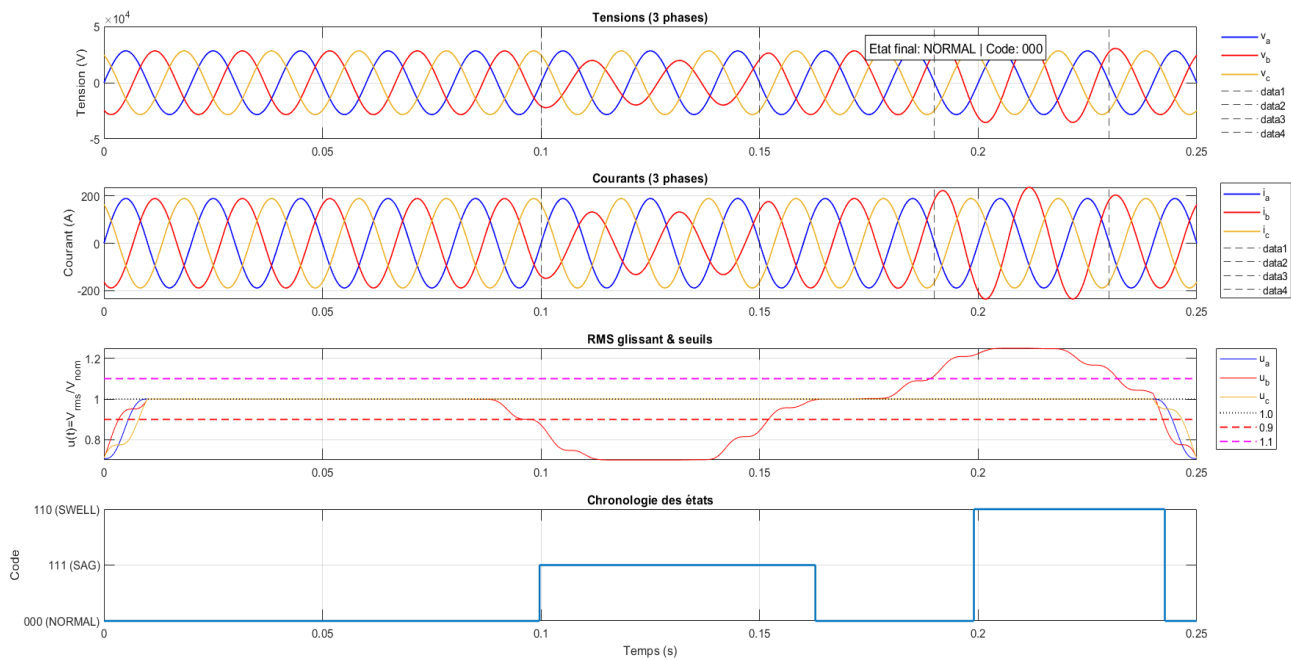 Tensions (3 phases)
×10⁴
5
0
-5
Tension (V)
0
0.05
0.1
0.15
0.2
0.25
Etat final: NORMAL | Code: 000
v_a
v_b
v_c
data1
data2
data3
data4
Courants (3 phases)
200
0
-200
Courant (A)
0
0.05
0.1
0.15
0.2
0.25
i_a
i_b
i_c
data1
data2
data3
data4
RMS glissant & seuils
1.2
1
0.8
u(t)=V_rms/V_nom
0
0.05
0.1
0.15
0.2
0.25
u_a
u_b
u_c
1.0
0.9
1.1
Chronologie des états
110 (SWELL)
111 (SAG)
000 (NORMAL)
Code
0
0.05
0.1
0.15
0.2
0.25
Temps (s)